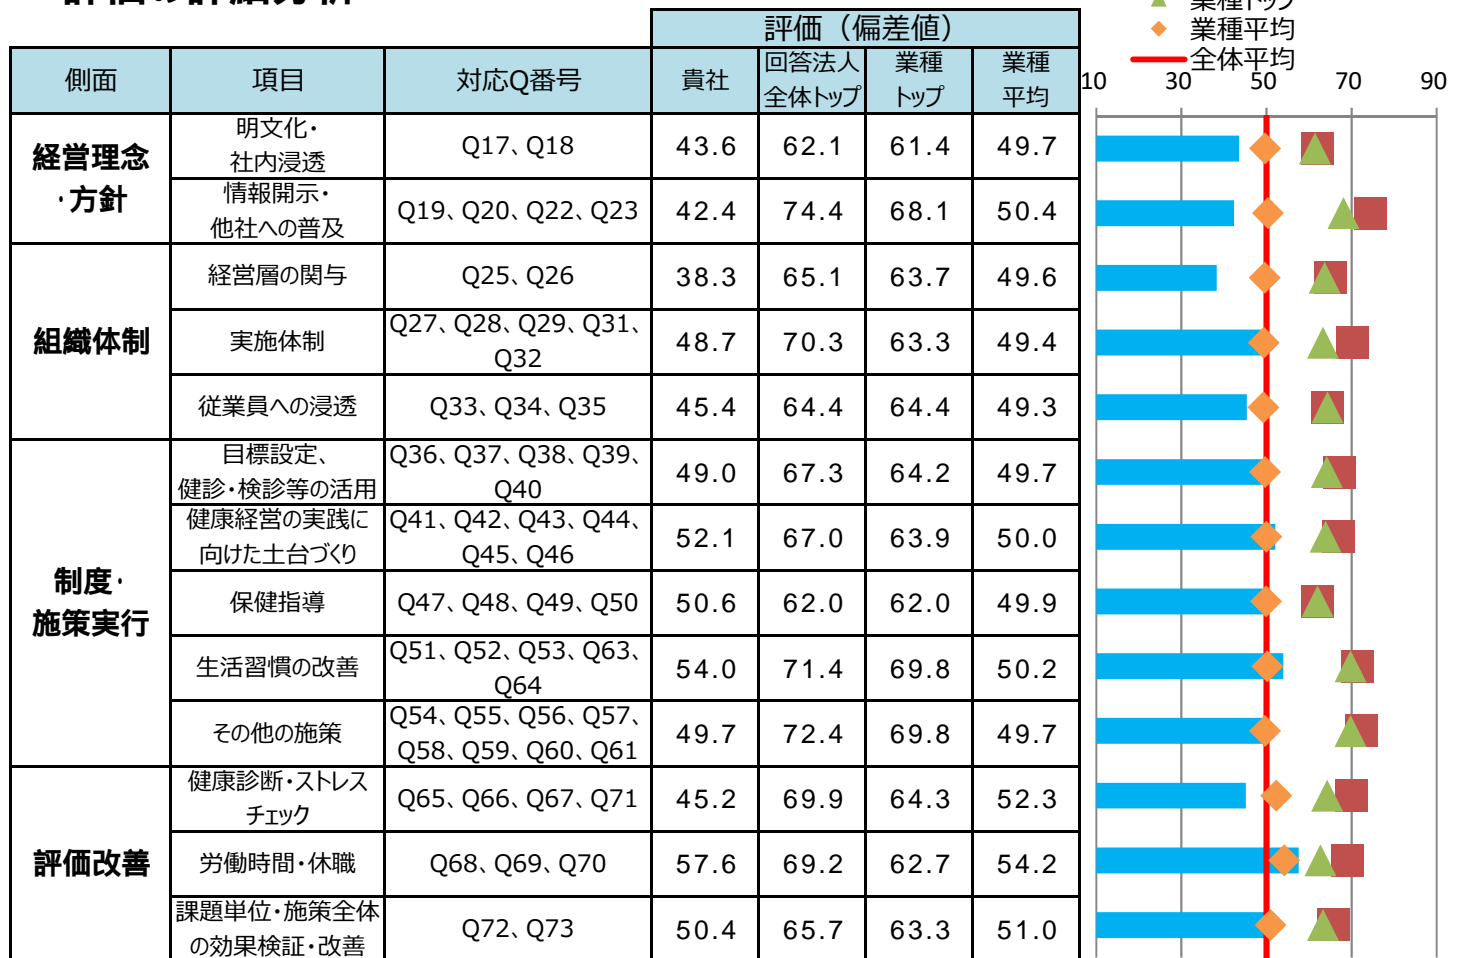 評価の詳細分析
業種トップ
業種平均
全体平均
評価（偏差値）
側面 項目 対応Q番号 貴社 回答法人 業種 業種
全体トップ トップ 平均
10 30 50 70 90
経営理念
・方針
明文化・
社内浸透
Q17、Q18 43.6 62.1 61.4 49.7
情報開示・
他社への普及
Q19、Q20、Q22、Q23 42.4 74.4 68.1 50.4
組織体制
経営層の関与 Q25、Q26 38.3 65.1 63.7 49.6
実施体制
Q27、Q28、Q29、Q31、
Q32
48.7 70.3 63.3 49.4
従業員への浸透 Q33、Q34、Q35 45.4 64.4 64.4 49.3
制度・
施策実行
目標設定、
健診・検診等の活用
Q36、Q37、Q38、Q39、
Q40
49.0 67.3 64.2 49.7
健康経営の実践に
向けた土台づくり
Q41、Q42、Q43、Q44、
Q45、Q46
52.1 67.0 63.9 50.0
保健指導 Q47、Q48、Q49、Q50 50.6 62.0 62.0 49.9
生活習慣の改善
Q51、Q52、Q53、Q63、
Q64
54.0 71.4 69.8 50.2
その他の施策
Q54、Q55、Q56、Q57、
Q58、Q59、Q60、Q61
49.7 72.4 69.8 49.7
評価改善
健康診断・ストレス
チェック
Q65、Q66、Q67、Q71 45.2 69.9 64.3 52.3
労働時間・休職 Q68、Q69、Q70 57.6 69.2 62.7 54.2
課題単位・施策全体
の効果検証・改善
Q72、Q73 50.4 65.7 63.3 51.0